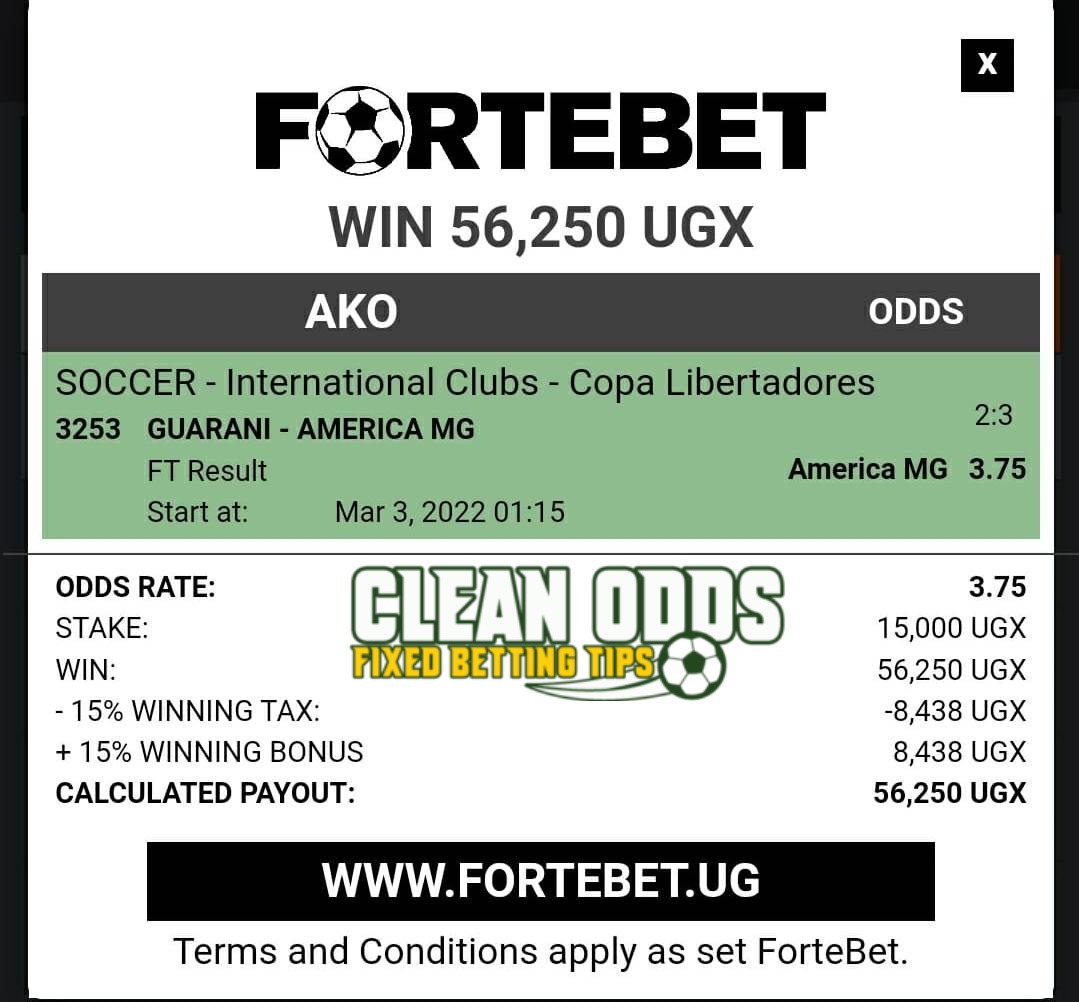 X
FORTEBET
WIN 56,250 UGX
AKO ODDS
SOCCER - International Clubs - Copa Libertadores
2:3
3253 GUARANI - AMERICA MG
FT Result America MG 3.75
Start at: Mar 3, 2022 01:15
ODDS RATE: 3.75
CLEAN ODDS
FIXED BETTING TIPS
STAKE: 15,000 UGX
WIN: 56,250 UGX
- 15% WINNING TAX: -8,438 UGX
+ 15% WINNING BONUS 8,438 UGX
CALCULATED PAYOUT: 56,250 UGX
WWW.FORTEBET.UG
Terms and Conditions apply as set ForteBet.